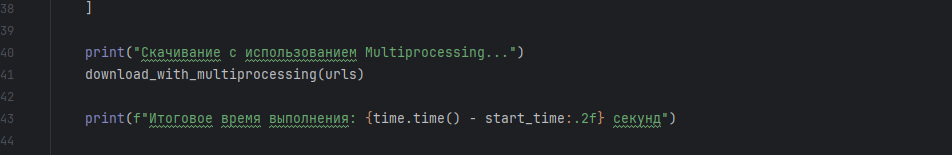 38 ]
39
40 print("Скачивание с использованием Multiprocessing...")
41 download_with_multiprocessing(urls)
42
43 print(f"Итоговое время выполнения: {time.time() - start_time:.2f} секунд")
44